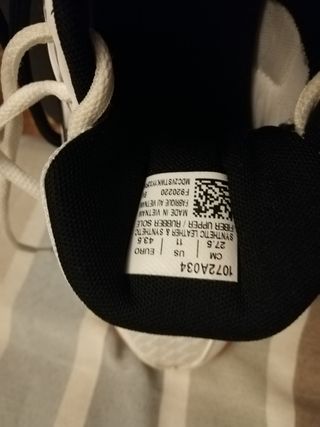 1072A034
CM | US | EURO
27.5 | 11 | 43.5
SYNTHETIC LEATHER & SYNTHETIC
FIBER UPPER / RUBBER SOLE
MADE IN VIETNAM
FABRIQUE AU VIETNAM
FB20220